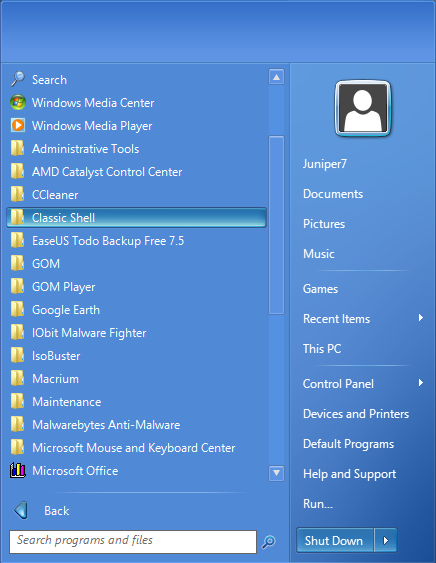 Search
Windows Media Center
Windows Media Player
Administrative Tools
AMD Catalyst Control Center
CCleaner
Classic Shell
EaseUS Todo Backup Free 7.5
GOM
GOM Player
Google Earth
IObit Malware Fighter
IsoBuster
Macrium
Maintenance
Malwarebytes Anti-Malware
Microsoft Mouse and Keyboard Center
Microsoft Office
Back
Search programs and files
Juniper7
Documents
Pictures
Music
Games
Recent Items
This PC
Control Panel
Devices and Printers
Default Programs
Help and Support
Run...
Shut Down